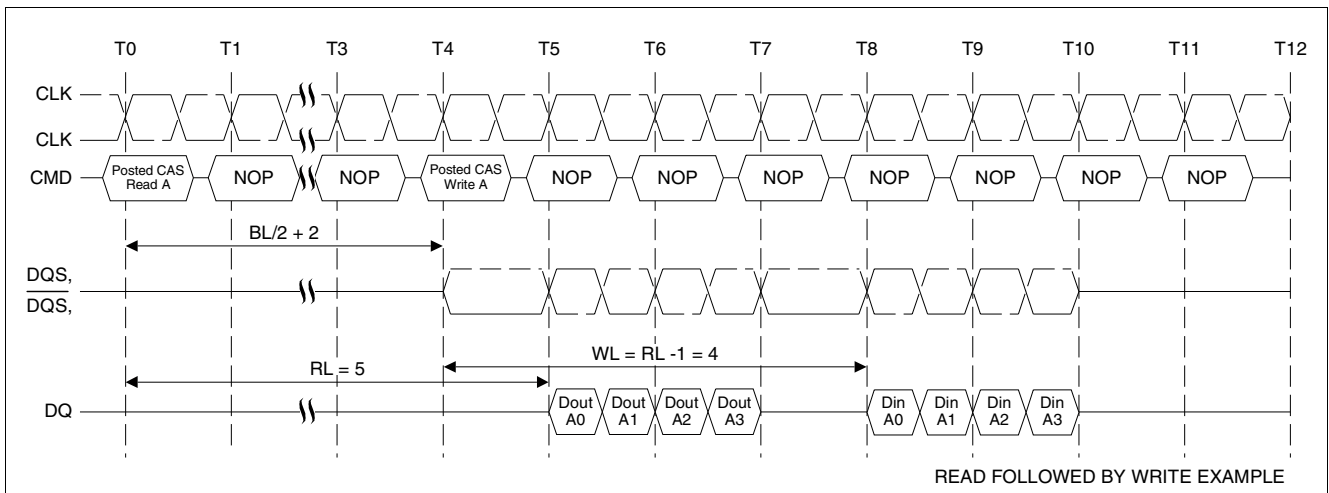 T0 T1 T3 T4 T5 T6 T7 T8 T9 T10 T11 T12
CLK
CLK
CMD Posted CAS Read A NOP NOP Posted CAS Write A NOP NOP NOP NOP NOP NOP NOP
BL/2 + 2
DQS,
DQS,
WL = RL -1 = 4
RL = 5
DQ Dout A0 Dout A1 Dout A2 Dout A3 Din A0 Din A1 Din A2 Din A3
READ FOLLOWED BY WRITE EXAMPLE